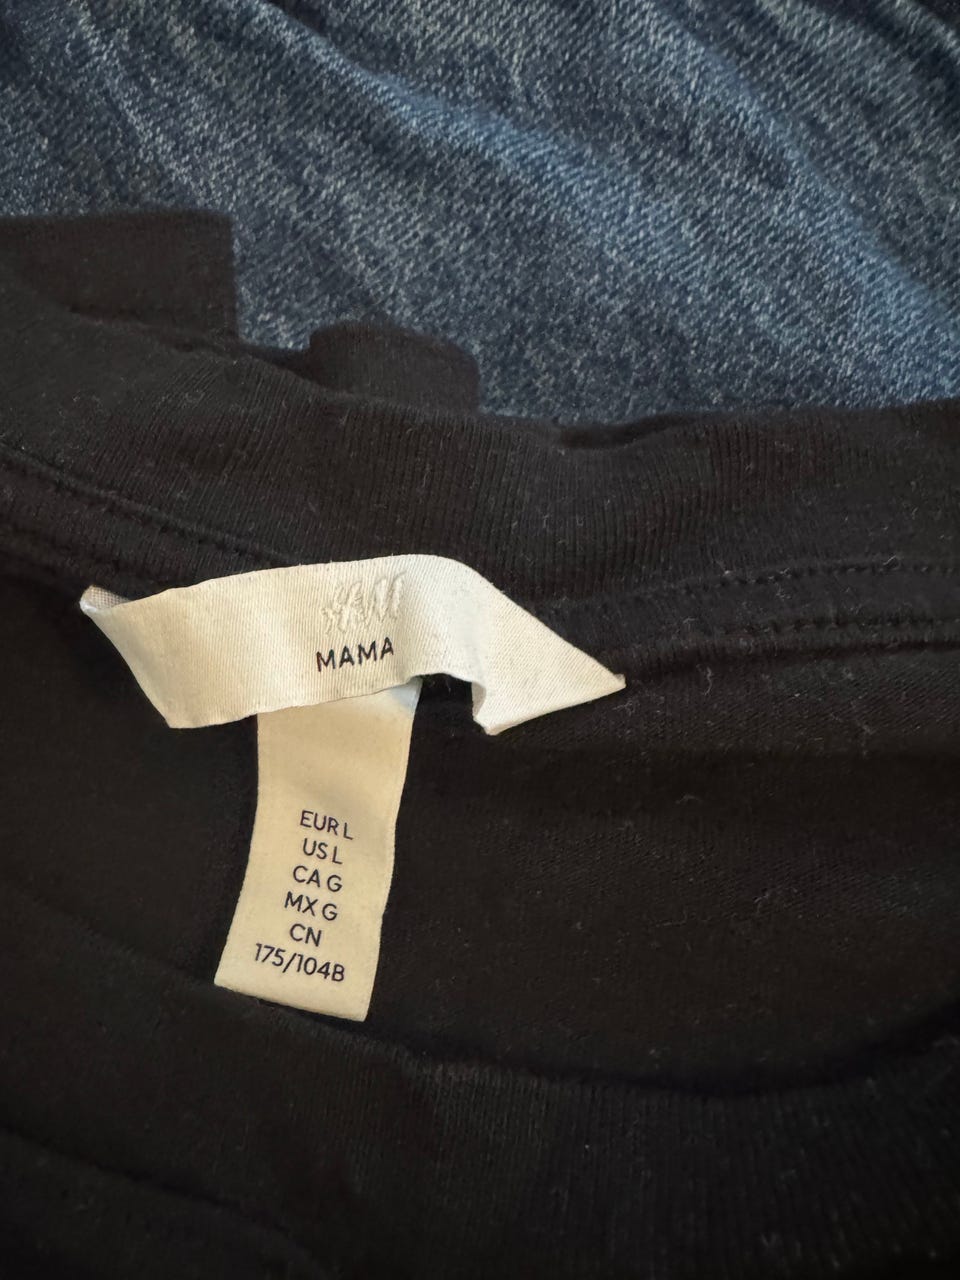 H&M
MAMA
EUR L
US L
CA G
MX G
CN
175/104B